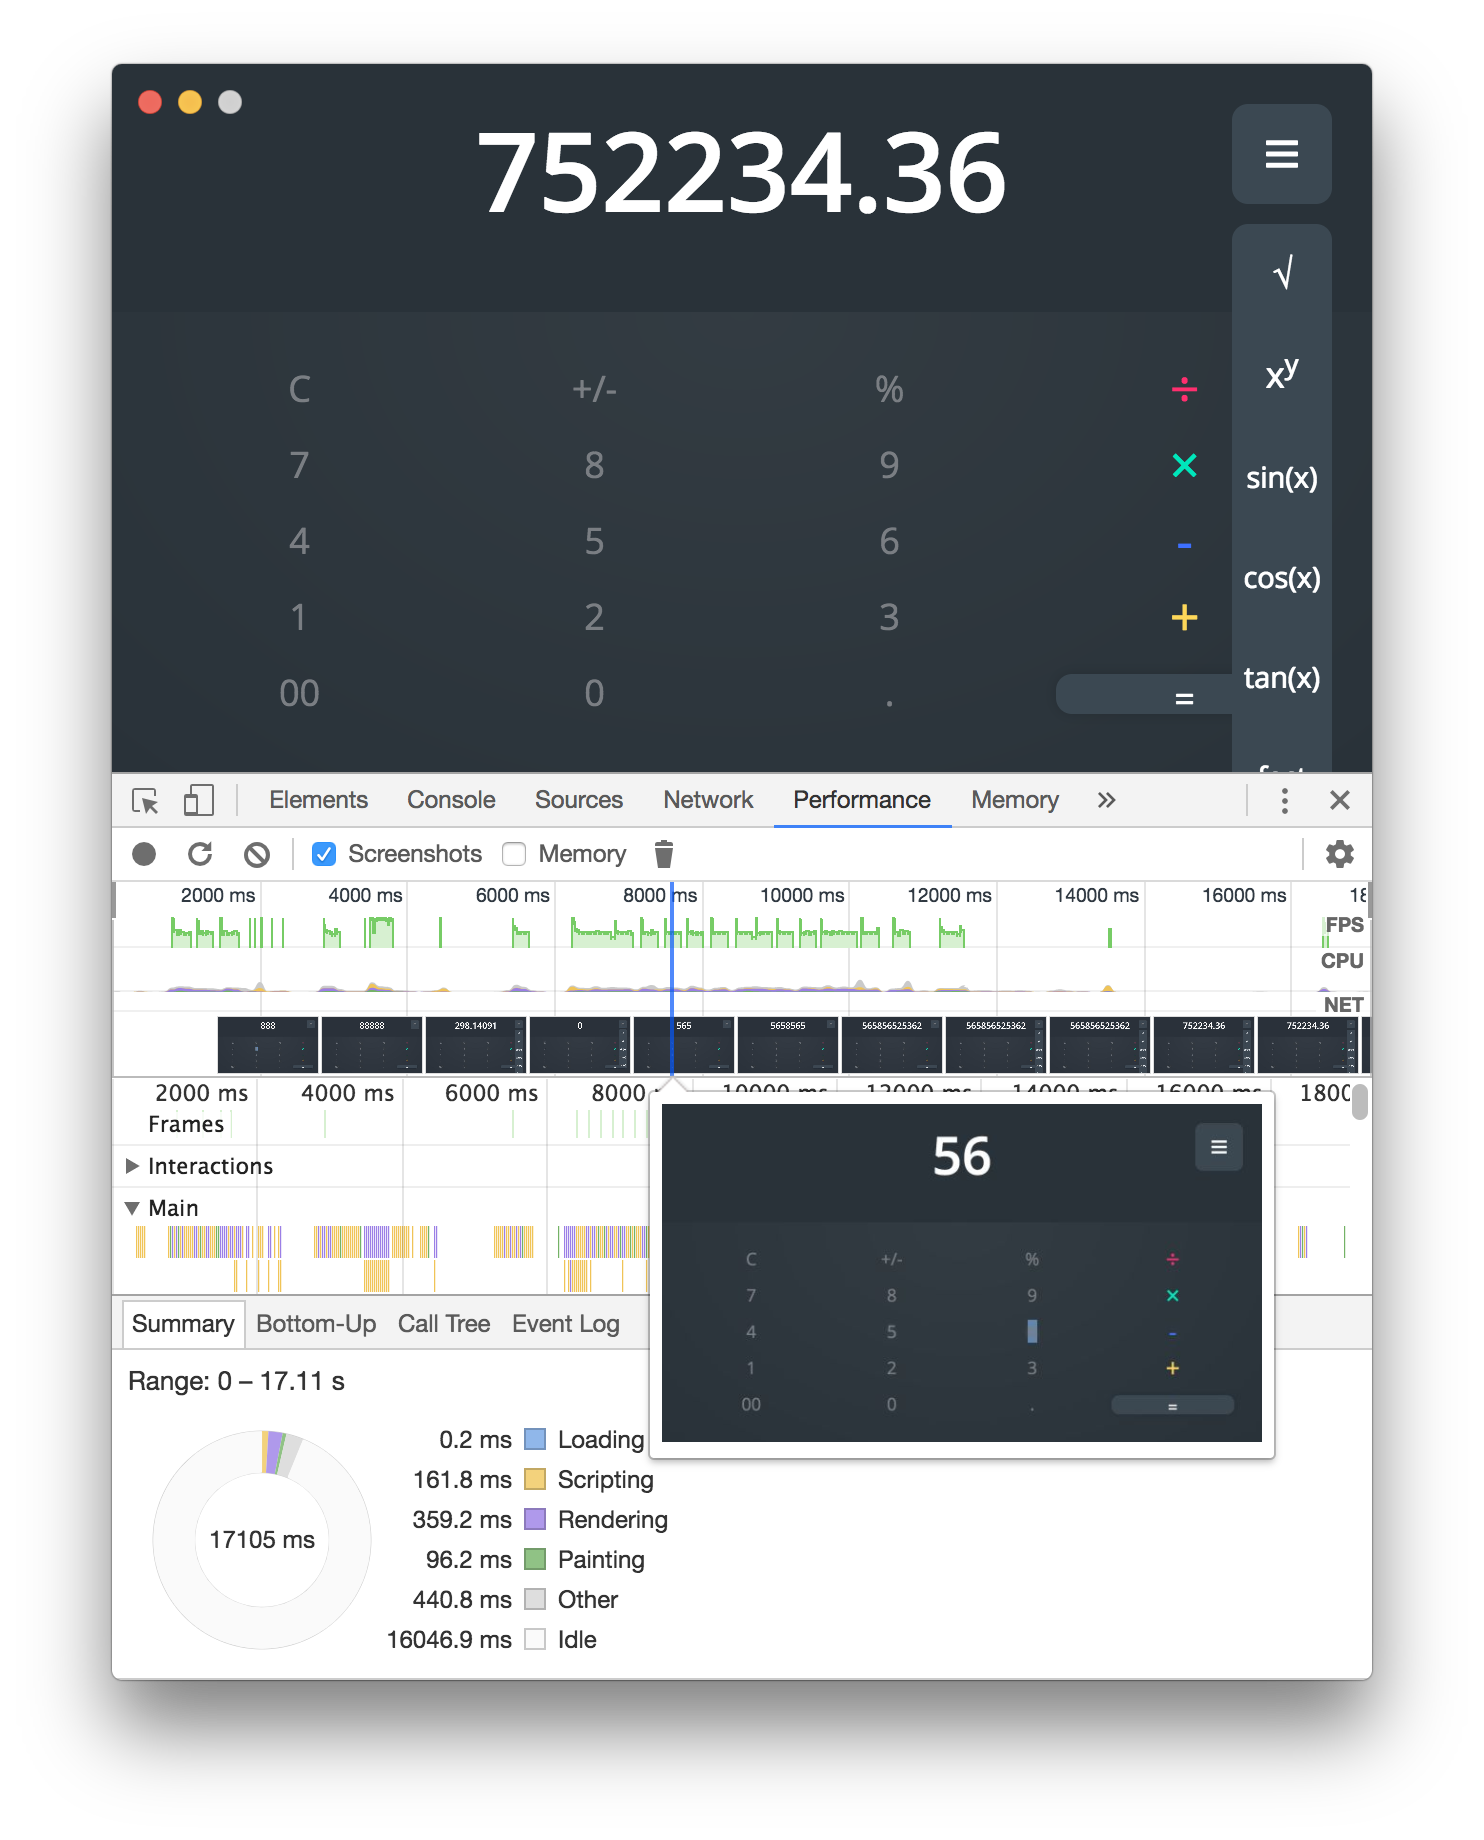 752234.36
√
xy
C +/- % ÷
7 8 9 ×
sin(x)
4 5 6 -
cos(x)
1 2 3 +
tan(x)
00 0 . =
Elements Console Sources Network Performance Memory »
Screenshots Memory
2000 ms 4000 ms 6000 ms 8000 ms 10000 ms 12000 ms 14000 ms 16000 ms 18
FPS
CPU
NET
888 88888 298.14091 0 565 5658565 565856525362 565856525362 565856525362 752234.36 752234.36
2000 ms 4000 ms 6000 ms 8000 10000 ms 12000 ms 14000 ms 16000 ms 1800
Frames
Interactions
Main
56
C +/- % ÷
7 8 9 ×
4 5 -
1 2 3 +
00 0 . =
Summary Bottom-Up Call Tree Event Log
Range: 0 – 17.11 s
17105 ms
0.2 ms Loading
161.8 ms Scripting
359.2 ms Rendering
96.2 ms Painting
440.8 ms Other
16046.9 ms Idle